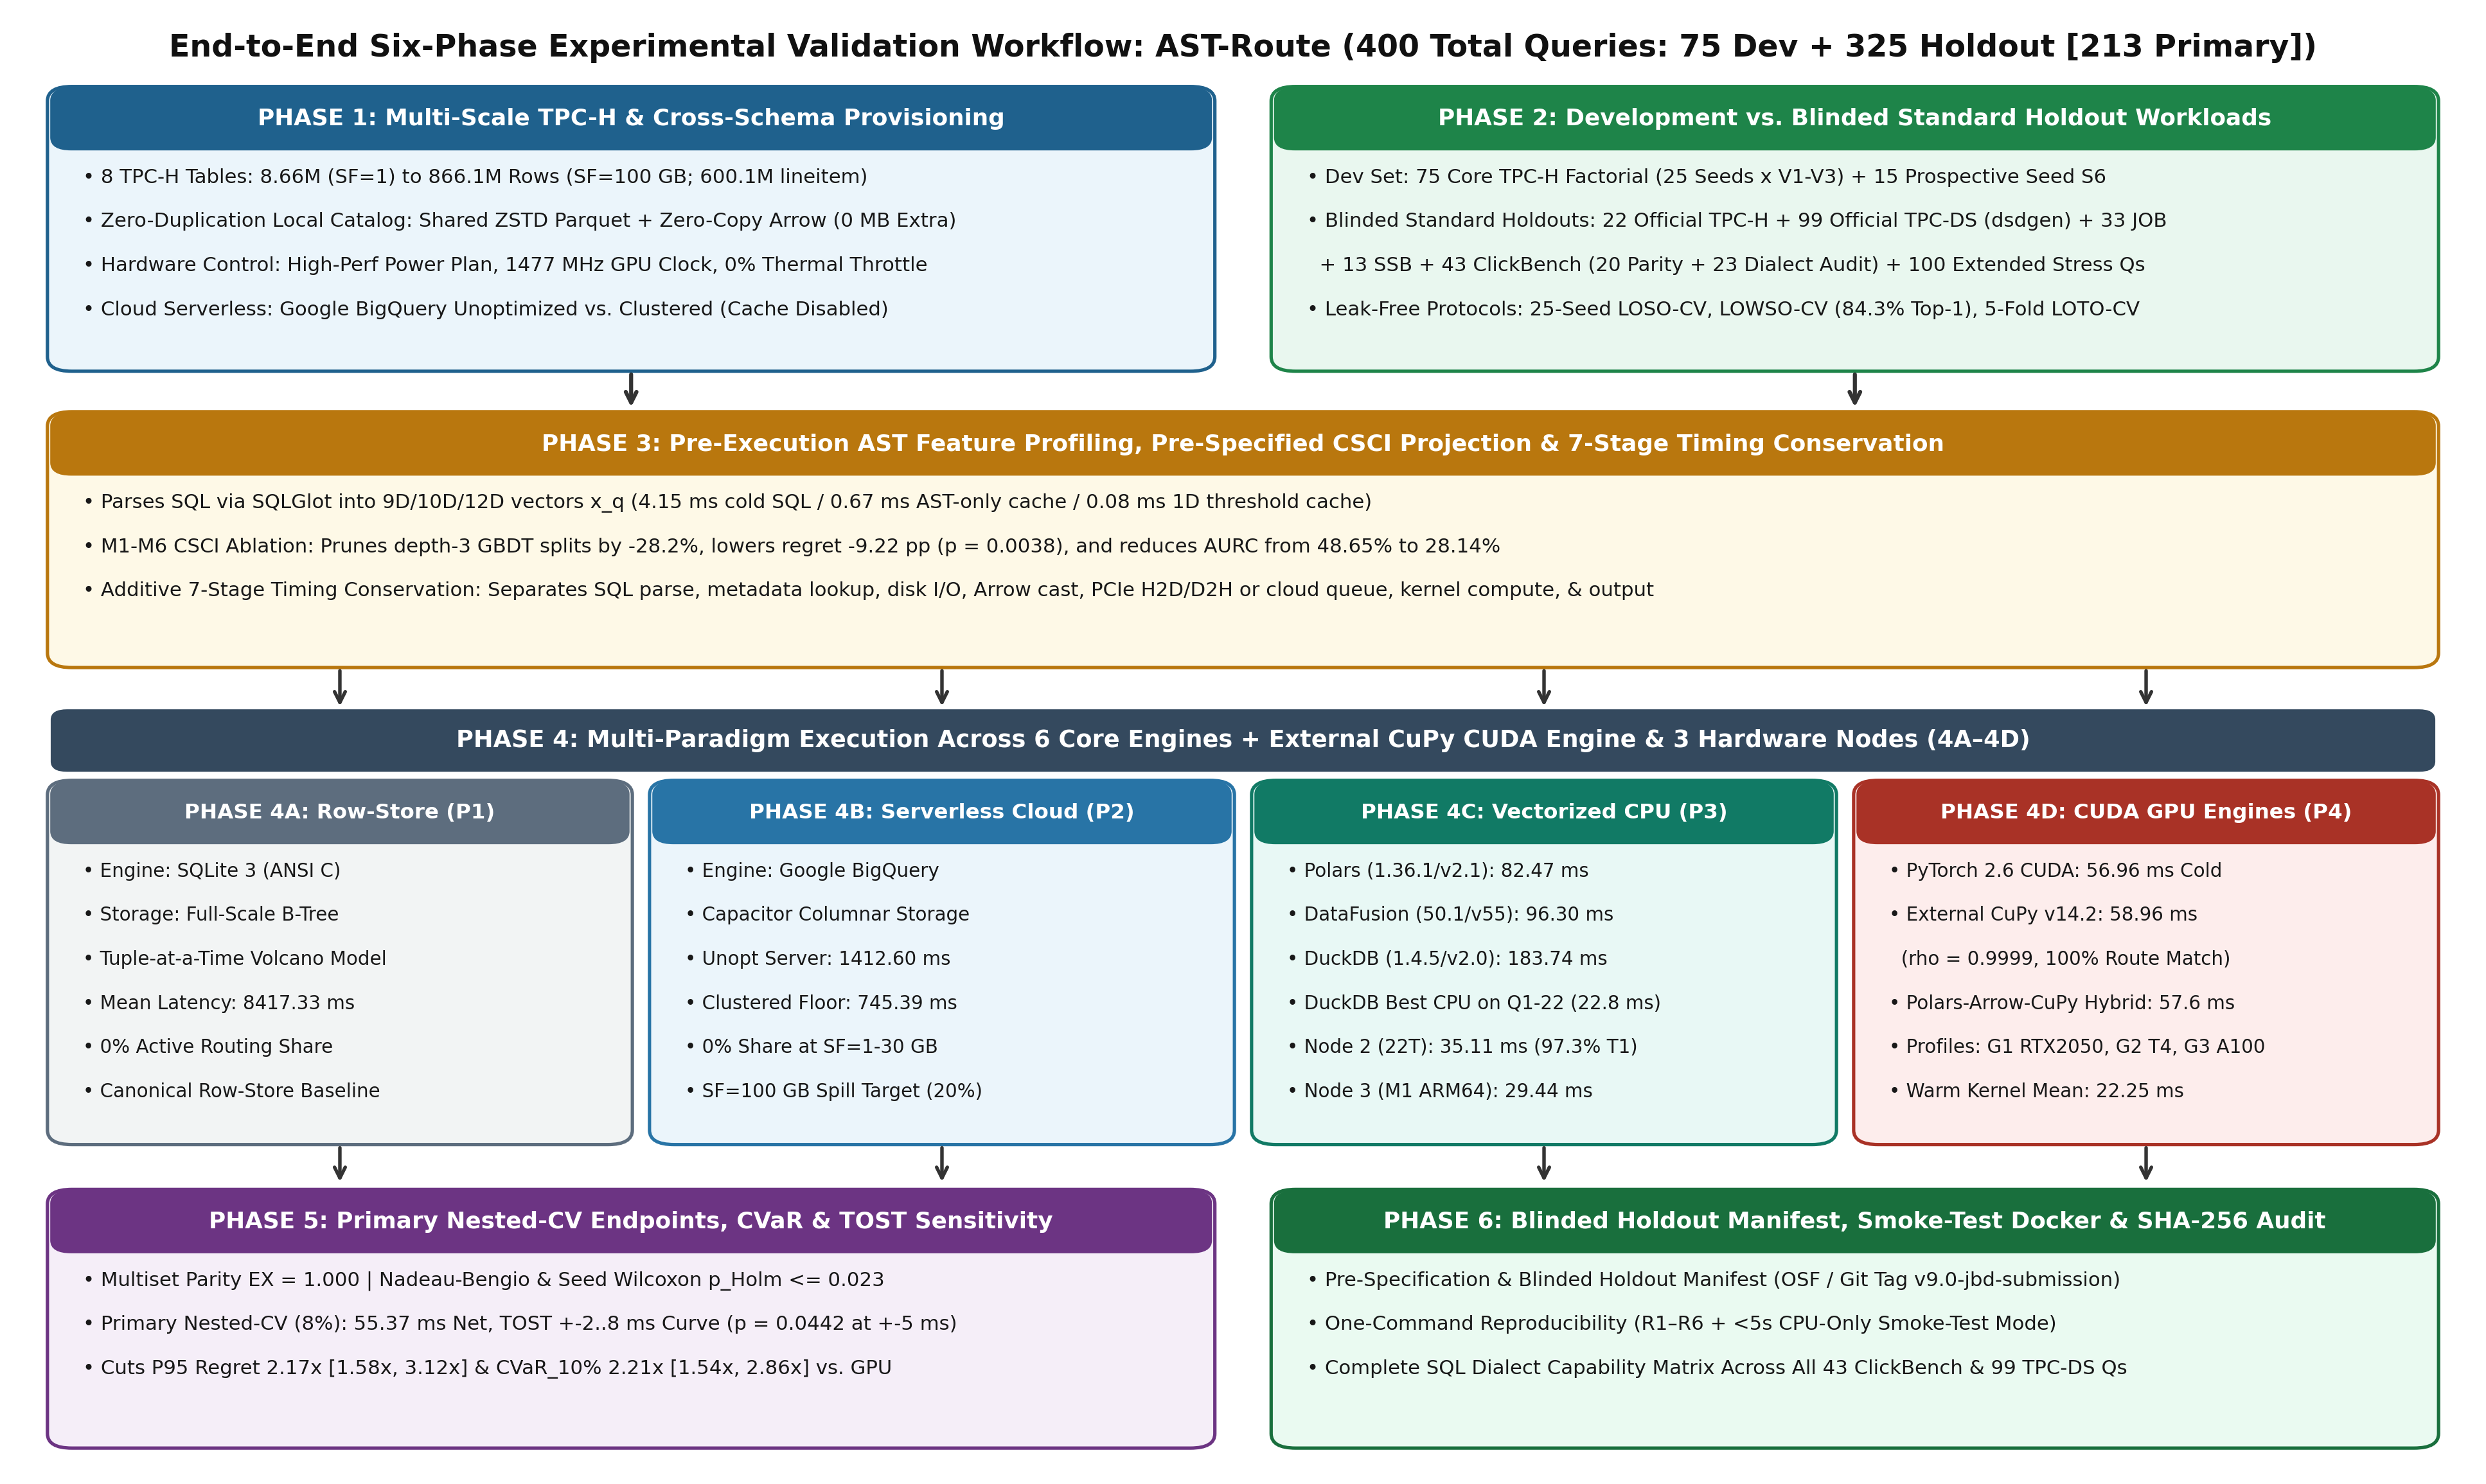 End-to-End Six-Phase Experimental Validation Workflow: AST-Route (400 Total Queries: 75 Dev + 325 Holdout [213 Primary])
PHASE 1: Multi-Scale TPC-H & Cross-Schema Provisioning
• 8 TPC-H Tables: 8.66M (SF=1) to 866.1M Rows (SF=100 GB; 600.1M lineitem)
• Zero-Duplication Local Catalog: Shared ZSTD Parquet + Zero-Copy Arrow (0 MB Extra)
• Hardware Control: High-Perf Power Plan, 1477 MHz GPU Clock, 0% Thermal Throttle
• Cloud Serverless: Google BigQuery Unoptimized vs. Clustered (Cache Disabled)
PHASE 2: Development vs. Blinded Standard Holdout Workloads
• Dev Set: 75 Core TPC-H Factorial (25 Seeds x V1-V3) + 15 Prospective Seed S6
• Blinded Standard Holdouts: 22 Official TPC-H + 99 Official TPC-DS (dsdgen) + 33 JOB
+ 13 SSB + 43 ClickBench (20 Parity + 23 Dialect Audit) + 100 Extended Stress Qs
• Leak-Free Protocols: 25-Seed LOSO-CV, LOWSO-CV (84.3% Top-1), 5-Fold LOTO-CV
PHASE 3: Pre-Execution AST Feature Profiling, Pre-Specified CSCI Projection & 7-Stage Timing Conservation
• Parses SQL via SQLGlot into 9D/10D/12D vectors x_q (4.15 ms cold SQL / 0.67 ms AST-only cache / 0.08 ms 1D threshold cache)
• M1-M6 CSCI Ablation: Prunes depth-3 GBDT splits by -28.2%, lowers regret -9.22 pp (p = 0.0038), and reduces AURC from 48.65% to 28.14%
• Additive 7-Stage Timing Conservation: Separates SQL parse, metadata lookup, disk I/O, Arrow cast, PCIe H2D/D2H or cloud queue, kernel compute, & output
PHASE 4: Multi-Paradigm Execution Across 6 Core Engines + External CuPy CUDA Engine & 3 Hardware Nodes (4A–4D)
PHASE 4A: Row-Store (P1)
• Engine: SQLite 3 (ANSI C)
• Storage: Full-Scale B-Tree
• Tuple-at-a-Time Volcano Model
• Mean Latency: 8417.33 ms
• 0% Active Routing Share
• Canonical Row-Store Baseline
PHASE 4B: Serverless Cloud (P2)
• Engine: Google BigQuery
• Capacitor Columnar Storage
• Unopt Server: 1412.60 ms
• Clustered Floor: 745.39 ms
• 0% Share at SF=1-30 GB
• SF=100 GB Spill Target (20%)
PHASE 4C: Vectorized CPU (P3)
• Polars (1.36.1/v2.1): 82.47 ms
• DataFusion (50.1/v55): 96.30 ms
• DuckDB (1.4.5/v2.0): 183.74 ms
• DuckDB Best CPU on Q1-22 (22.8 ms)
• Node 2 (22T): 35.11 ms (97.3% T1)
• Node 3 (M1 ARM64): 29.44 ms
PHASE 4D: CUDA GPU Engines (P4)
• PyTorch 2.6 CUDA: 56.96 ms Cold
• External CuPy v14.2: 58.96 ms
(rho = 0.9999, 100% Route Match)
• Polars-Arrow-CuPy Hybrid: 57.6 ms
• Profiles: G1 RTX2050, G2 T4, G3 A100
• Warm Kernel Mean: 22.25 ms
PHASE 5: Primary Nested-CV Endpoints, CVaR & TOST Sensitivity
• Multiset Parity EX = 1.000 | Nadeau-Bengio & Seed Wilcoxon p_Holm <= 0.023
• Primary Nested-CV (8%): 55.37 ms Net, TOST +-2..8 ms Curve (p = 0.0442 at +-5 ms)
• Cuts P95 Regret 2.17x [1.58x, 3.12x] & CVaR_10% 2.21x [1.54x, 2.86x] vs. GPU
PHASE 6: Blinded Holdout Manifest, Smoke-Test Docker & SHA-256 Audit
• Pre-Specification & Blinded Holdout Manifest (OSF / Git Tag v9.0-jbd-submission)
• One-Command Reproducibility (R1–R6 + <5s CPU-Only Smoke-Test Mode)
• Complete SQL Dialect Capability Matrix Across All 43 ClickBench & 99 TPC-DS Qs